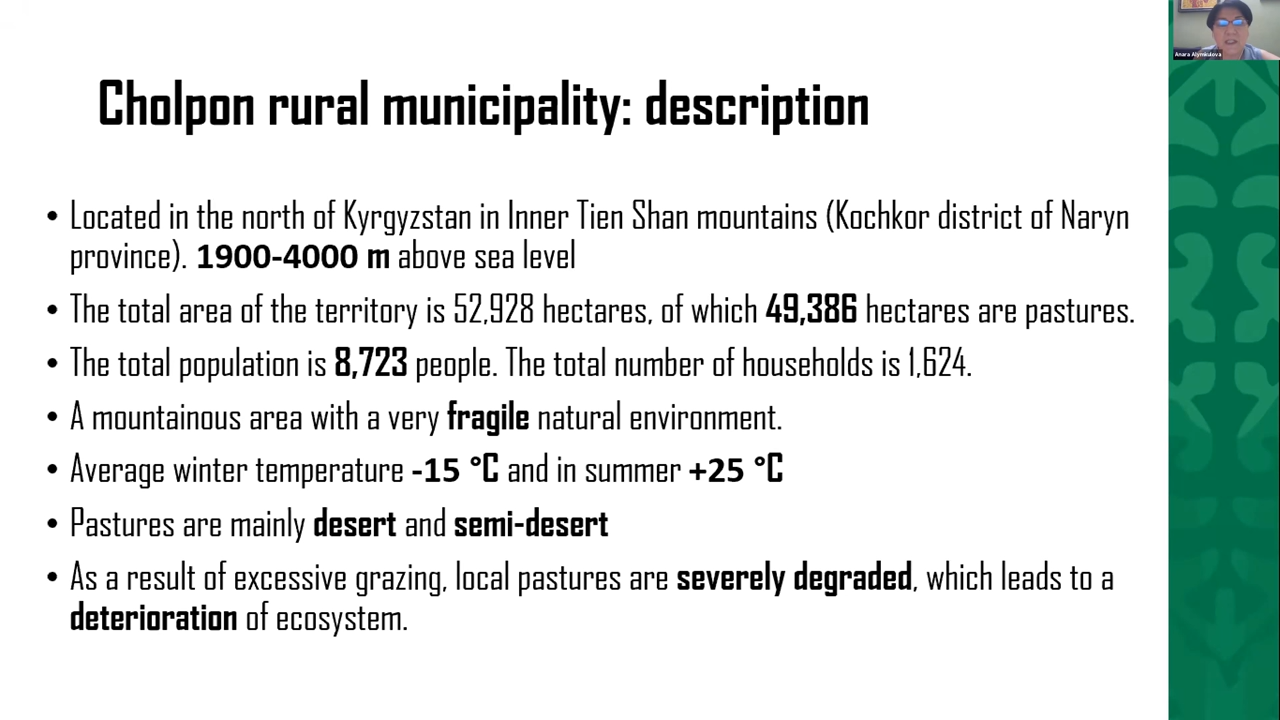 Cholpon rural municipality: description
• Located in the north of Kyrgyzstan in Inner Tien Shan mountains (Kochkor district of Naryn
province). 1900-4000 m above sea level
• The total area of the territory is 52,928 hectares, of which 49,386 hectares are pastures.
• The total population is 8,723 people. The total number of households is 1,624.
• A mountainous area with a very fragile natural environment.
• Average winter temperature -15 °C and in summer +25 °C
• Pastures are mainly desert and semi-desert
• As a result of excessive grazing, local pastures are severely degraded, which leads to a
deterioration of ecosystem.
Anara Alymkulova